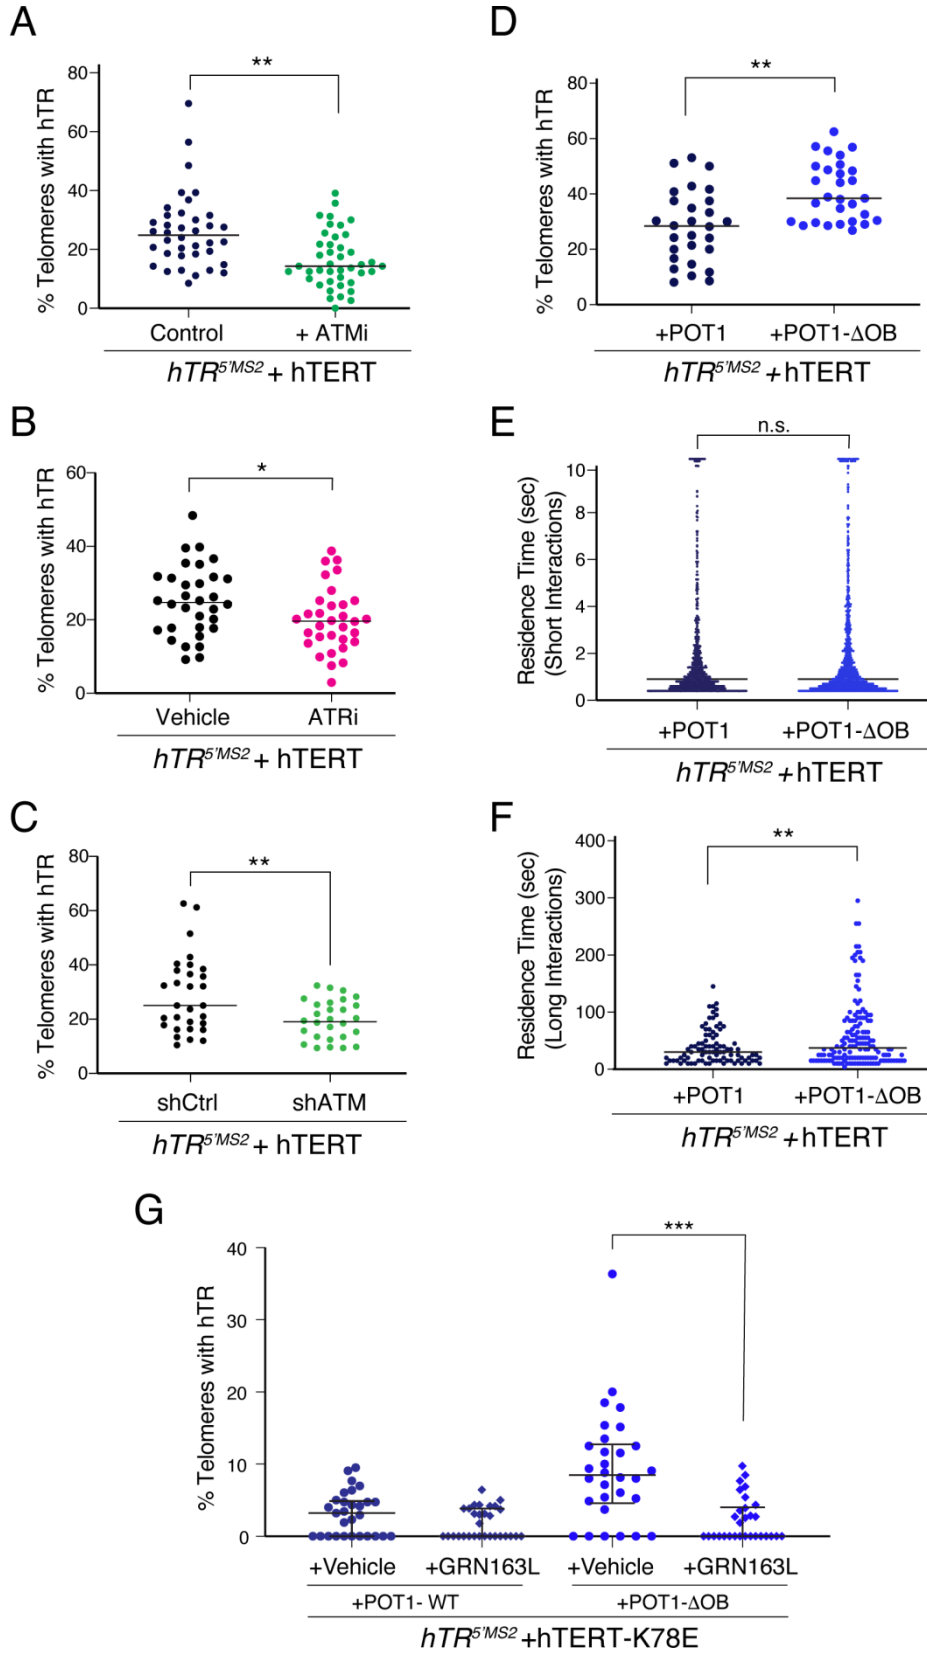 A
% Telomeres with hTR
80
60
40
20
0
**
Control
+ ATMi
hTR5'MS2 + hTERT
B
% Telomeres with hTR
60
40
20
0
*
Vehicle
ATRi
hTR5'MS2 + hTERT
C
% Telomeres with hTR
80
60
40
20
0
**
shCtrl
shATM
hTR5'MS2 + hTERT
D
% Telomeres with hTR
80
60
40
20
0
**
+POT1
+POT1-ΔOB
hTR5'MS2 +hTERT
E
Residence Time (sec)
(Short Interactions)
10
8
6
4
2
0
n.s.
+POT1
+POT1-ΔOB
hTR5'MS2 +hTERT
F
Residence Time (sec)
(Long Interactions)
400
300
200
100
0
**
+POT1
+POT1-ΔOB
hTR5'MS2 +hTERT
G
% Telomeres with hTR
40
30
20
10
0
***
+Vehicle
+GRN163L
+Vehicle
+GRN163L
+POT1- WT
+POT1-ΔOB
hTR5'MS2 +hTERT-K78E